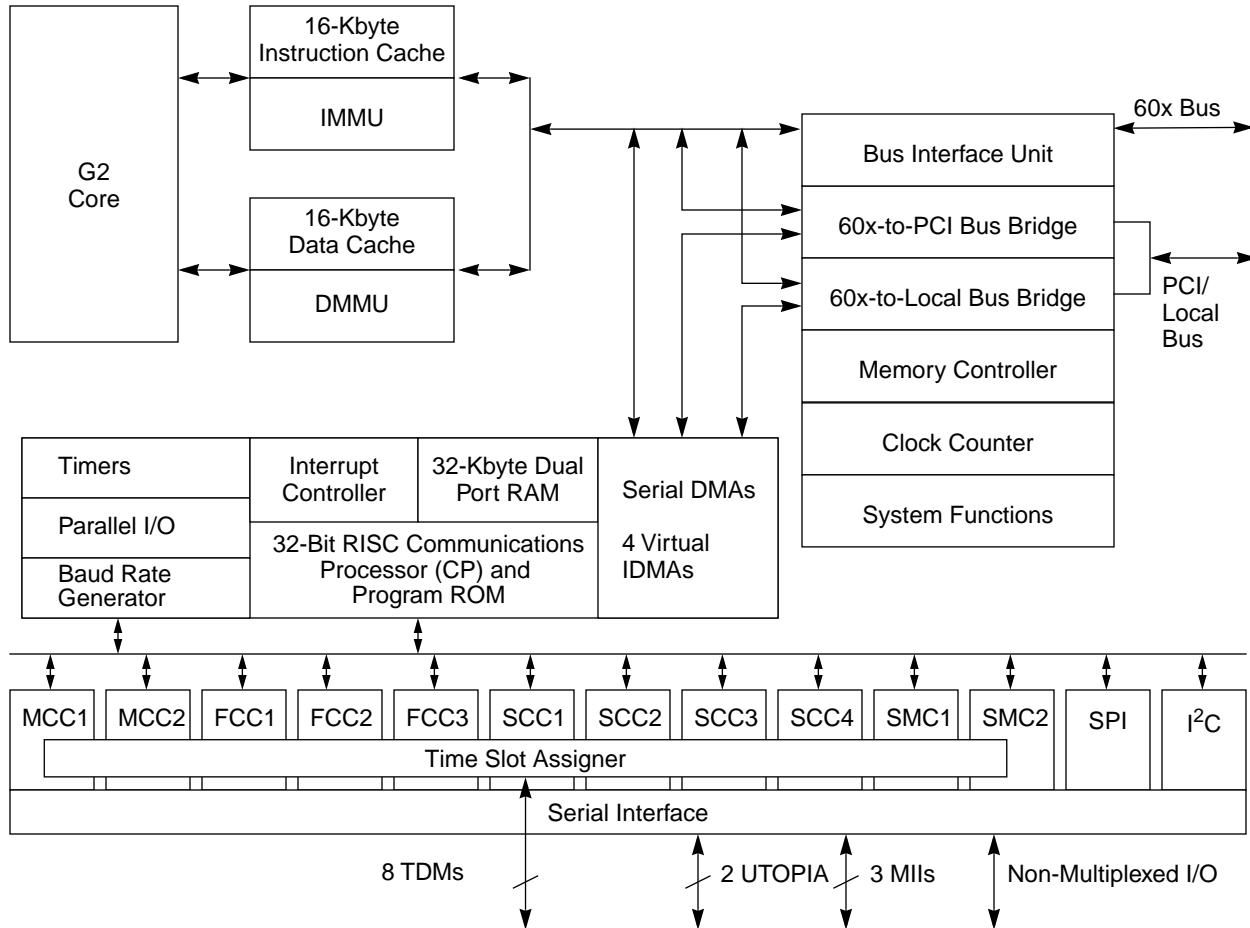 G2
Core
16-Kbyte
Instruction Cache
IMMU
16-Kbyte
Data Cache
DMMU
60x Bus
Bus Interface Unit
60x-to-PCI Bus Bridge
60x-to-Local Bus Bridge
PCI/
Local
Bus
Memory Controller
Clock Counter
System Functions
Timers
Parallel I/O
Baud Rate
Generator
Interrupt
Controller
32-Kbyte Dual
Port RAM
32-Bit RISC Communications
Processor (CP) and
Program ROM
Serial DMAs
4 Virtual
IDMAs
MCC1
MCC2
FCC1
FCC2
FCC3
SCC1
SCC2
SCC3
SCC4
SMC1
SMC2
SPI
I²C
Time Slot Assigner
Serial Interface
8 TDMs
2 UTOPIA
3 MIIs
Non-Multiplexed I/O